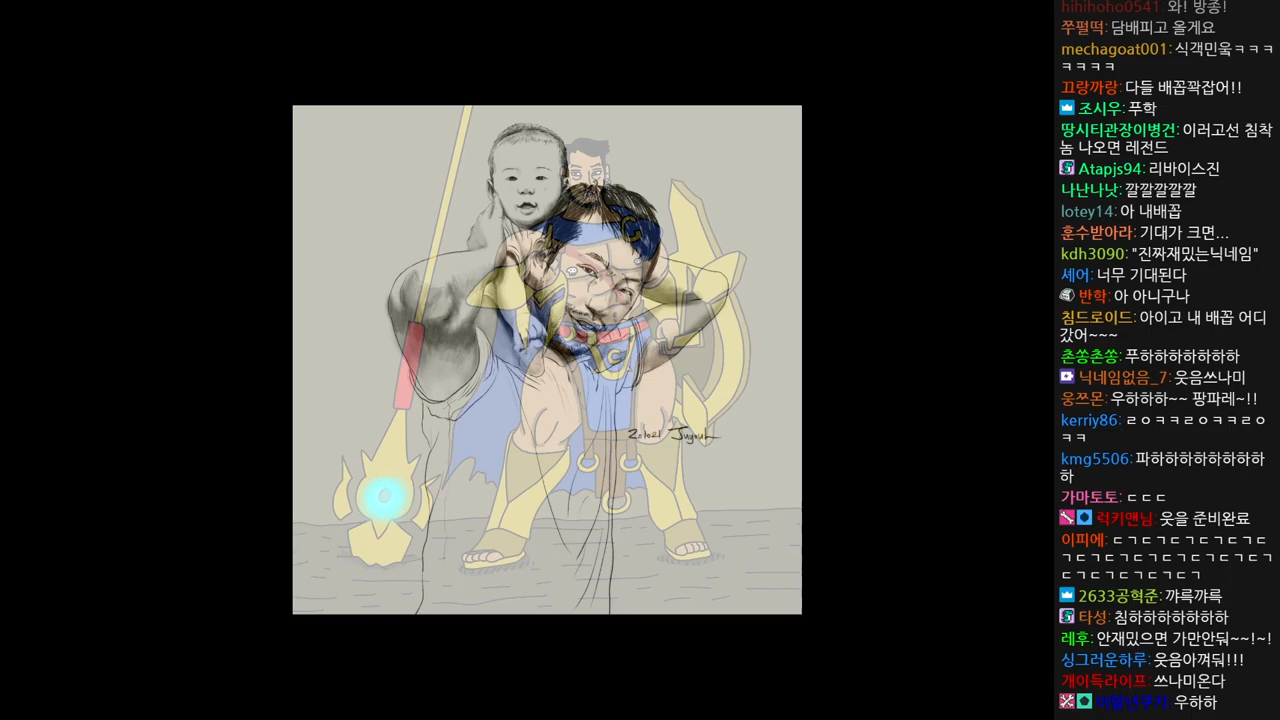 hihihoho0541: 와! 방종!
쭈펄떡: 담배피고 올게요
mechagoat001: 식객민욱ㅋㅋㅋ
ㅋㅋㅋㅋ
끄랑까랑: 다들 배꼽꽉잡어!!
조시우: 푸학
땅시티관장이병건: 이러고선 침착
놈 나오면 레전드
Atapjs94: 리바이스진
나난나낫: 깔깔깔깔깔
lotey14: 아 내배꼽
훈수받아라: 기대가 크면...
kdh3090: "진짜재밌는닉네임"
셰어: 너무 기대된다
반학: 아 아니구나
침드로이드: 아이고 내 배꼽 어디
갔어~~~
촌쏭촌쏭: 푸하하하하하하하
닉네임없음_7: 웃음쓰나미
웅쯔몬: 우하하하~~ 팡파레~!!
kerriy86: ㄹㅇㅋㅋㄹㅇㅋㅋㄹㅇ
ㅋㅋ
kmg5506: 파하하하하하하하하
하
가마토토: ㄷㄷㄷ
럭키맨님: 웃을 준비완료
이피에: ㄷㄱㄷㄱㄷㄱㄷㄱㄷㄱㄷ
ㄱㄷㄱㄷㄱㄷㄱㄷㄱㄷㄱㄷㄱㄷㄱ
ㄷㄱㄷㄱㄷㄱㄷㄱㄷㄱ
2633공혁준: 꺄륵꺄륵
타성: 침하하하하하하하
레후: 안재밌으면 가만안둬~~!~!
싱그러운하루: 웃음아껴둬!!!
개이득라이프: 쓰나미온다
우하하
C
C
Juyoul